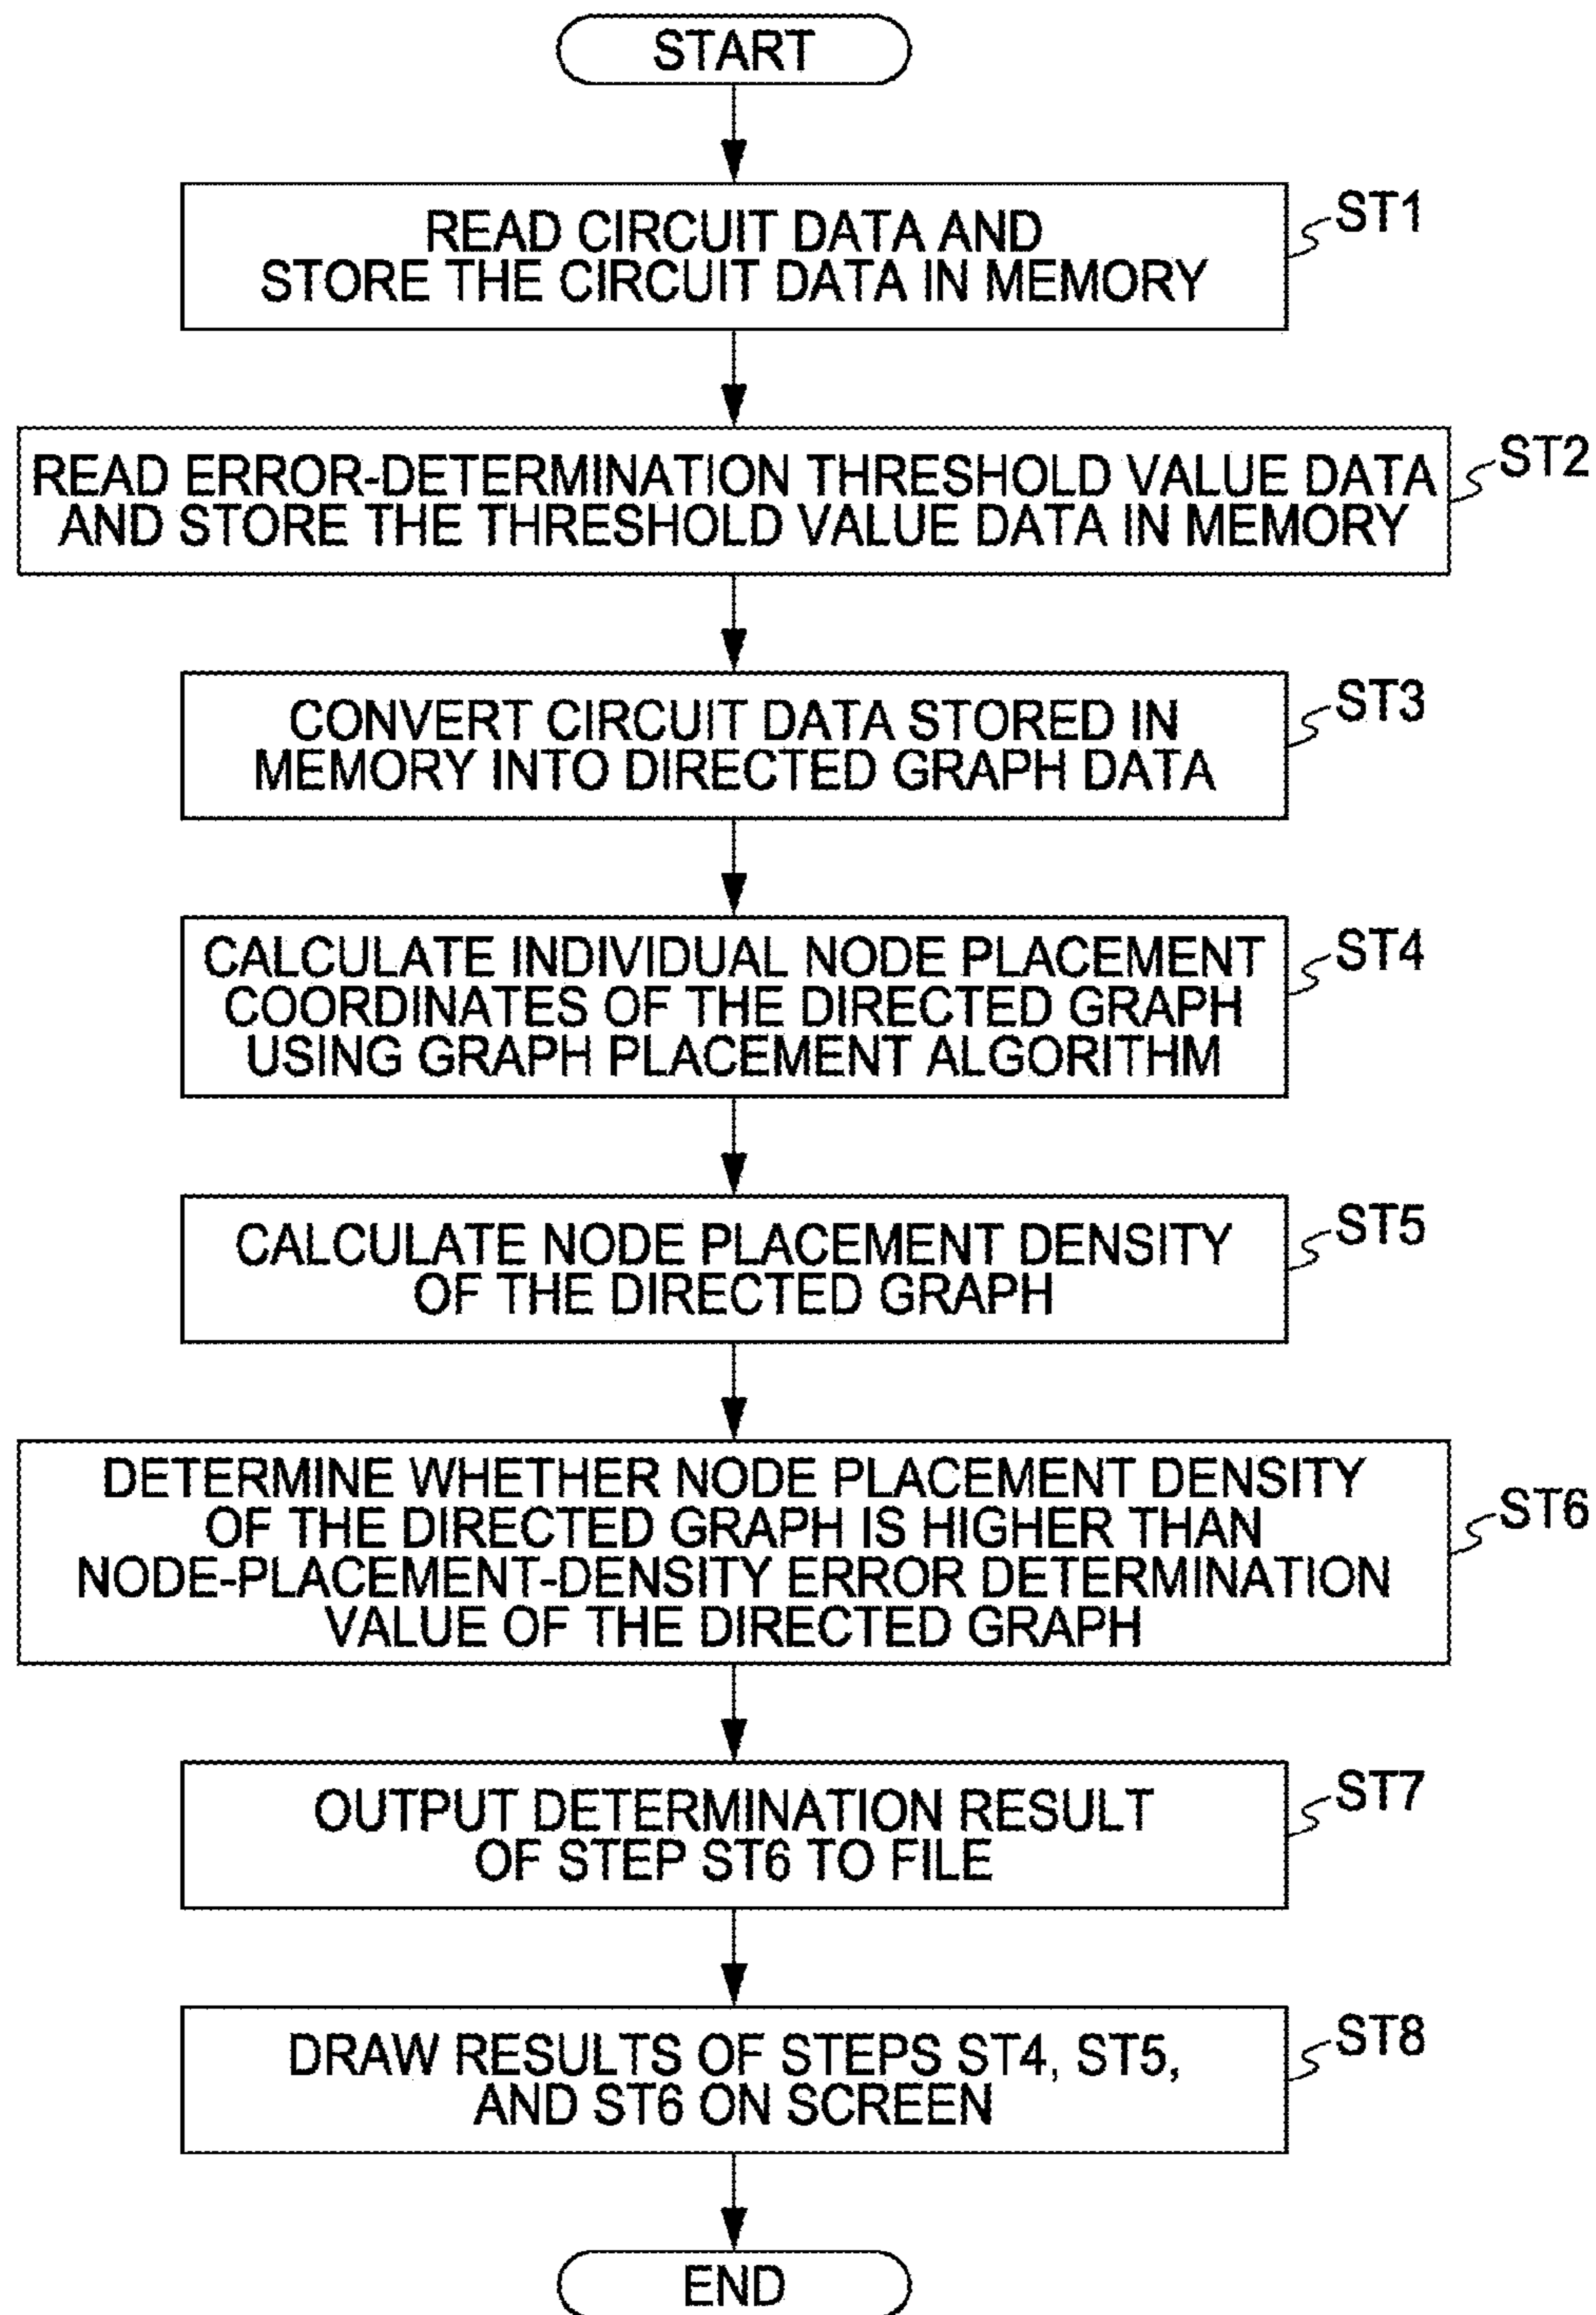 START
READ CIRCUIT DATA AND
STORE THE CIRCUIT DATA IN MEMORY
ST1
READ ERROR-DETERMINATION THRESHOLD VALUE DATA
AND STORE THE THRESHOLD VALUE DATA IN MEMORY
ST2
CONVERT CIRCUIT DATA STORED IN
MEMORY INTO DIRECTED GRAPH DATA
ST3
CALCULATE INDIVIDUAL NODE PLACEMENT
COORDINATES OF THE DIRECTED GRAPH
USING GRAPH PLACEMENT ALGORITHM
ST4
CALCULATE NODE PLACEMENT DENSITY
OF THE DIRECTED GRAPH
ST5
DETERMINE WHETHER NODE PLACEMENT DENSITY
OF THE DIRECTED GRAPH IS HIGHER THAN
NODE-PLACEMENT-DENSITY ERROR DETERMINATION
VALUE OF THE DIRECTED GRAPH
ST6
OUTPUT DETERMINATION RESULT
OF STEP ST6 TO FILE
ST7
DRAW RESULTS OF STEPS ST4, ST5,
AND ST6 ON SCREEN
ST8
END